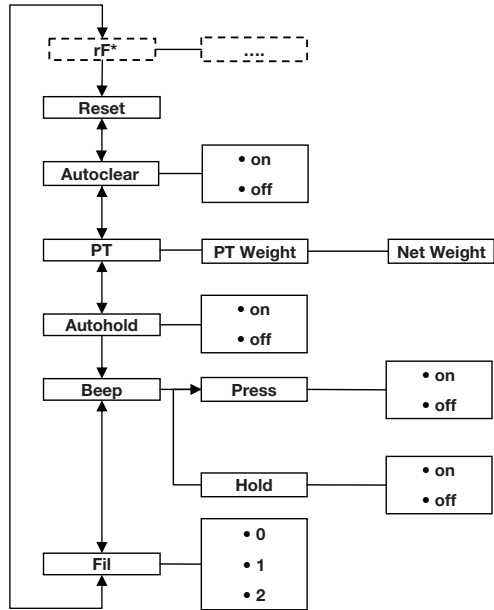 rF* ....
Reset
• on
Autoclear
• off
PT PT Weight Net Weight
• on
Autohold
• off
• on
Beep Press
• off
• on
Hold
• off
• 0
Fil • 1
• 2